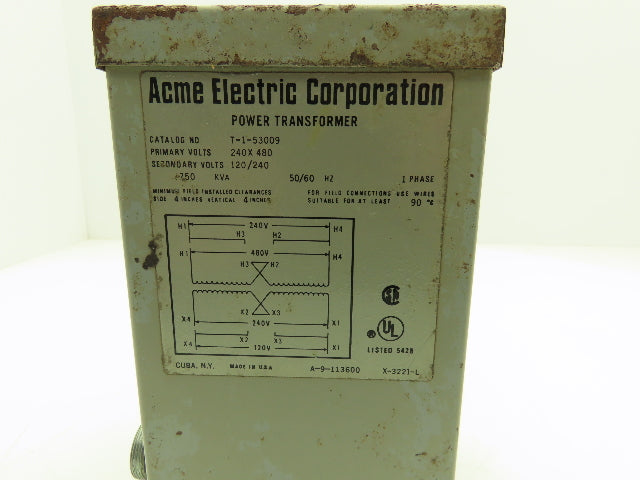 Acme Electric Corporation
POWER TRANSFORMER
CATALOG NO T-1-53009
PRIMARY VOLTS 240 X 480
SECONDARY VOLTS 120/240
.750 KVA 50/60 HZ 1 PHASE
MINIMUM FIELD INSTALLED CLEARANCES
SIDE 4 INCHES VERTICAL 4 INCHES
FOR FIELD CONNECTIONS USE WIRES
SUITABLE FOR AT LEAST 90 °C
H1 240V H4
H3 H2
H1 480V H4
H3 H2
X2 X3
X4 240V X1
X2 X3
X4 120V X1
UL
®
LISTED 542B
CUBA, N.Y. MADE IN U.S.A A-9-113600 X-3221-L